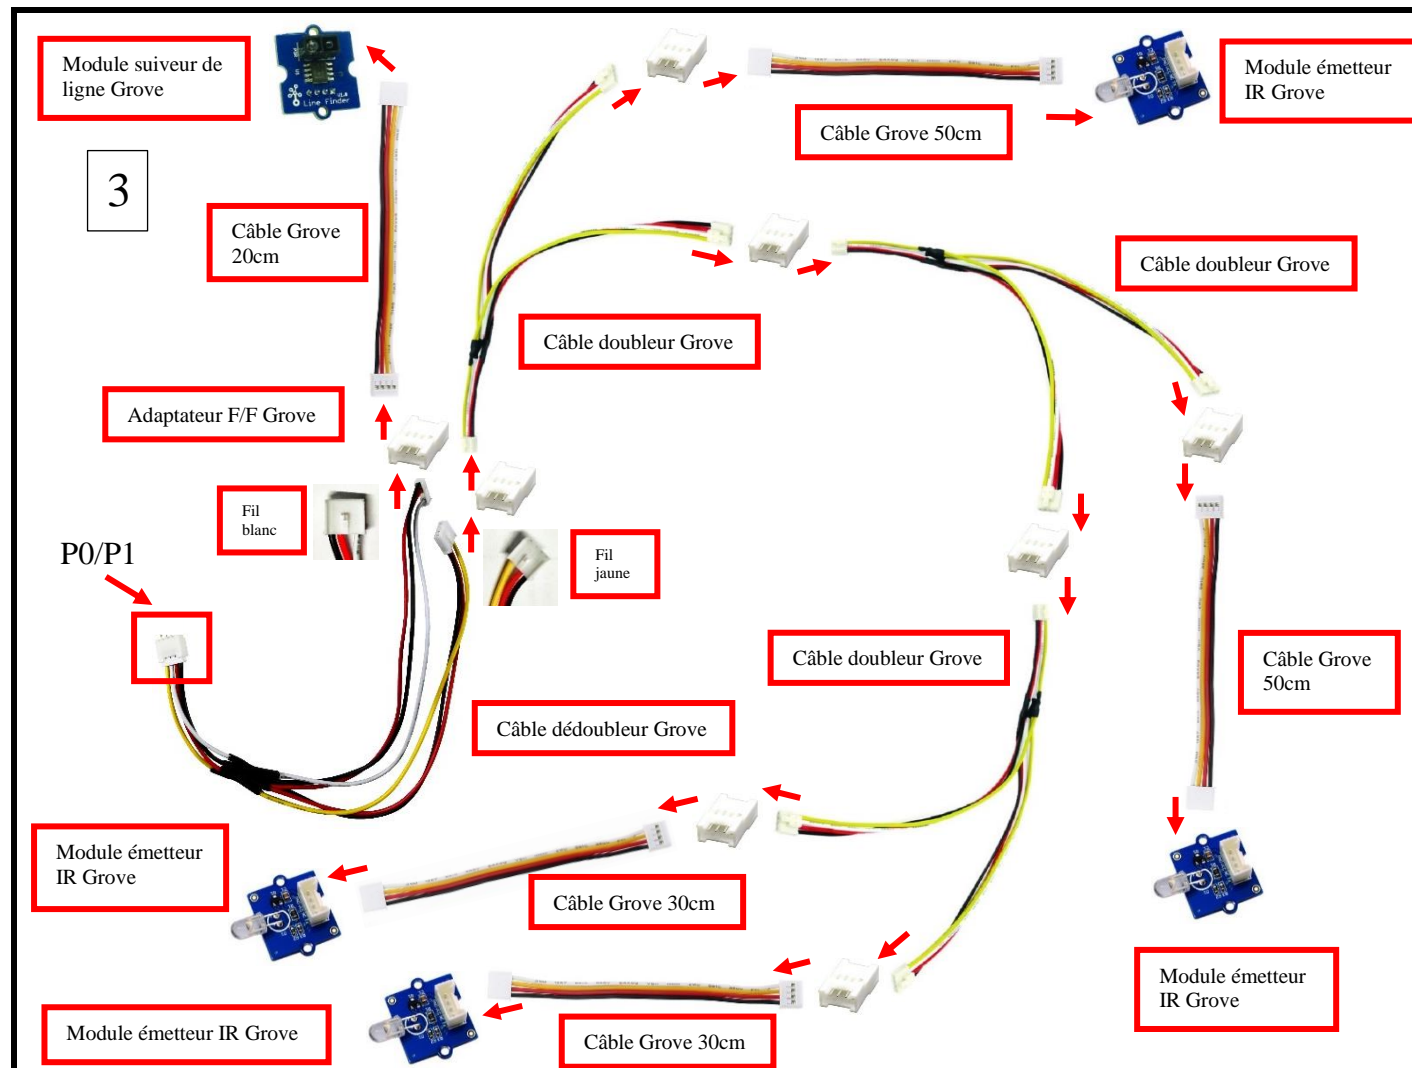 Module suiveur de
ligne Grove
Line Finder
3
Câble Grove 50cm
Module émetteur
IR Grove
Câble Grove
20cm
Câble doubleur Grove
Câble doubleur Grove
Adaptateur F/F Grove
Fil
blanc
Fil
jaune
P0/P1
Câble doubleur Grove
Câble Grove
50cm
Câble dédoubleur Grove
Module émetteur
IR Grove
Câble Grove 30cm
Module émetteur
IR Grove
Module émetteur IR Grove
Câble Grove 30cm